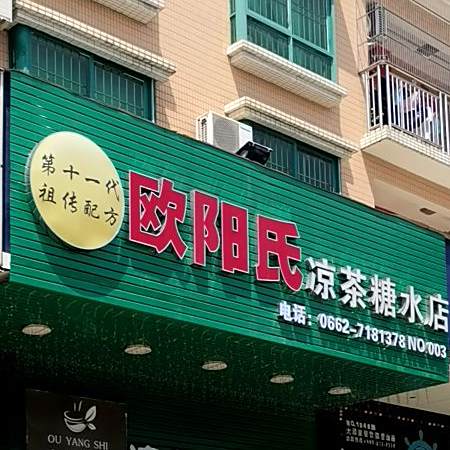 第十一代
祖传配方
欧阳氏
凉茶糖水店
电话：0662-7181378 NO:003
OU YANG SHI